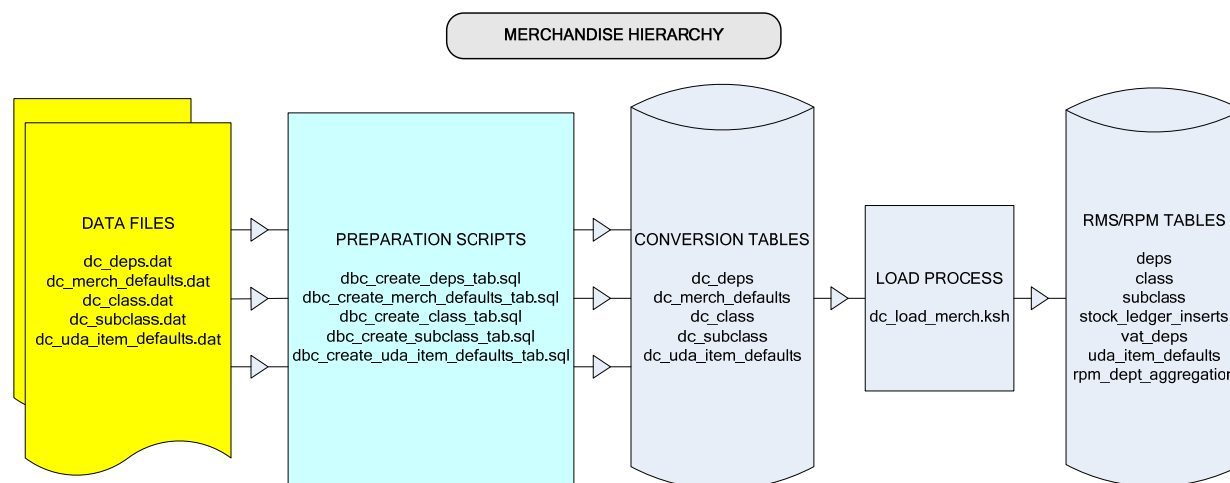 MERCHANDISE HIERARCHY
DATA FILES
dc_deps.dat
dc_merch_defaults.dat
dc_class.dat
dc_subclass.dat
dc_uda_item_defaults.dat
PREPARATION SCRIPTS
dbc_create_deps_tab.sql
dbc_create_merch_defaults_tab.sql
dbc_create_class_tab.sql
dbc_create_subclass_tab.sql
dbc_create_uda_item_defaults_tab.sql
CONVERSION TABLES
dc_deps
dc_merch_defaults
dc_class
dc_subclass
dc_uda_item_defaults
LOAD PROCESS
dc_load_merch.ksh
RMS/RPM TABLES
deps
class
subclass
stock_ledger_inserts
vat_deps
uda_item_defaults
rpm_dept_aggregation